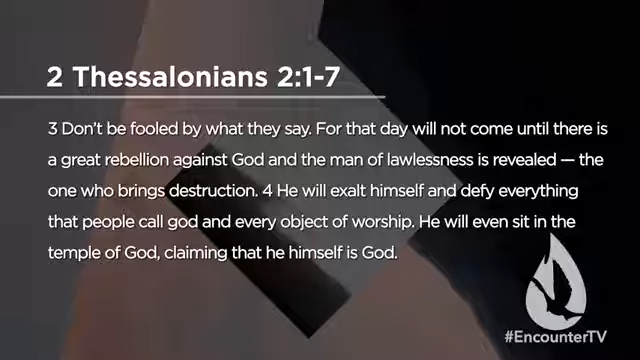 2 Thessalonians 2:1-7
3 Don't be fooled by what they say. For that day will not come until there is
a great rebellion against God and the man of lawlessness is revealed — the
one who brings destruction. 4 He will exalt himself and defy everything
that people call god and every object of worship. He will even sit in the
temple of God, claiming that he himself is God.
#EncounterTV